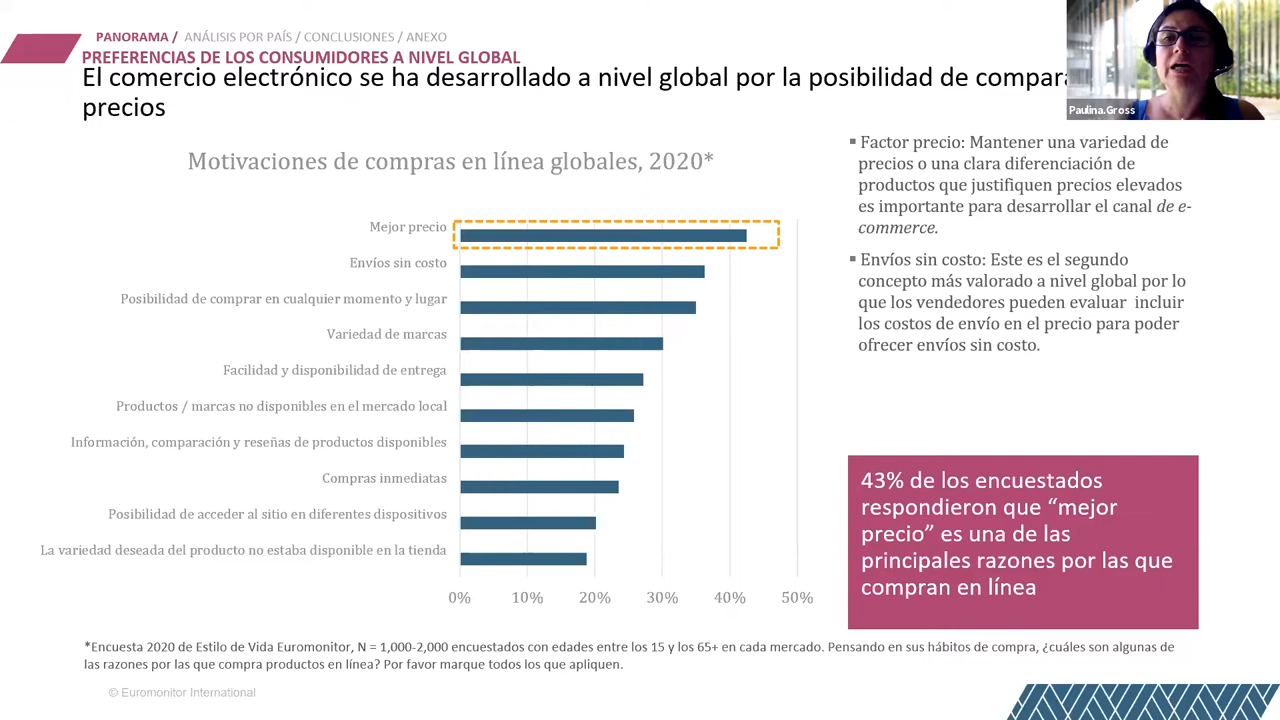 PANORAMA / ANÁLISIS POR PAÍS / CONCLUSIONES / ANEXO
PREFERENCIAS DE LOS CONSUMIDORES A NIVEL GLOBAL
El comercio electrónico se ha desarrollado a nivel global por la posibilidad de
precios
Paulina.Gross
Motivaciones de compras en línea globales, 2020*
Mejor precio
Envíos sin costo
Posibilidad de comprar en cualquier momento y lugar
Variedad de marcas
Facilidad y disponibilidad de entrega
Productos / marcas no disponibles en el mercado local
Información, comparación y reseñas de productos disponibles
Compras inmediatas
Posibilidad de acceder al sitio en diferentes dispositivos
La variedad deseada del producto no estaba disponible en la tienda
0% 10% 20% 30% 40% 50%
▪ Factor precio: Mantener una variedad de
precios o una clara diferenciación de
productos que justifiquen precios elevados
es importante para desarrollar el canal de e-
commerce.
▪ Envíos sin costo: Este es el segundo
concepto más valorado a nivel global por lo
que los vendedores pueden evaluar incluir
los costos de envío en el precio para poder
ofrecer envíos sin costo.
43% de los encuestados
respondieron que “mejor
precio” es una de las
principales razones por las que
compran en línea
*Encuesta 2020 de Estilo de Vida Euromonitor, N = 1,000-2,000 encuestados con edades entre los 15 y los 65+ en cada mercado. Pensando en sus hábitos de compra, ¿cuáles son algunas de
las razones por las que compra productos en línea? Por favor marque todos los que apliquen.
© Euromonitor International